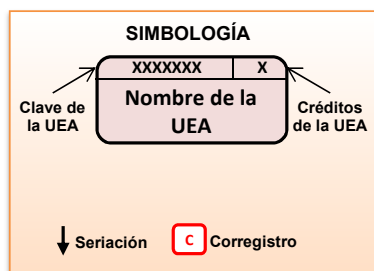 SIMBOLOGÍA
XXXXXXX X
Clave de
la UEA
Nombre de la
UEA
Créditos
de la UEA
Seriación C Corregistro